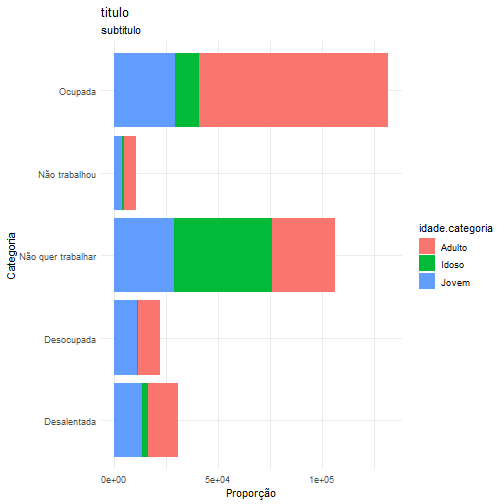 titulo
subtitulo
Ocupada
Não trabalhou
Não quer trabalhar
Desocupada
Desalentada
Categoria
0e+00
5e+04
1e+05
Proporção
idade.categoria
Adulto
Idoso
Jovem